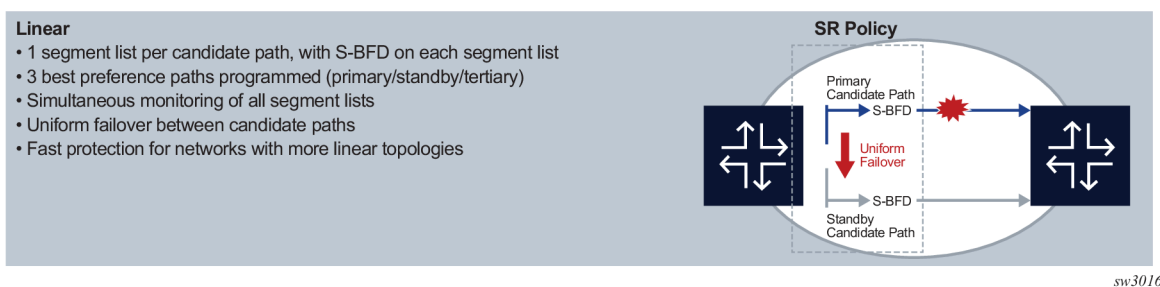 Linear
• 1 segment list per candidate path, with S-BFD on each segment list
• 3 best preference paths programmed (primary/standby/tertiary)
• Simultaneous monitoring of all segment lists
• Uniform failover between candidate paths
• Fast protection for networks with more linear topologies
SR Policy
Primary
Candidate Path
S-BFD
Uniform
Failover
S-BFD
Standby
Candidate Path
sw3016